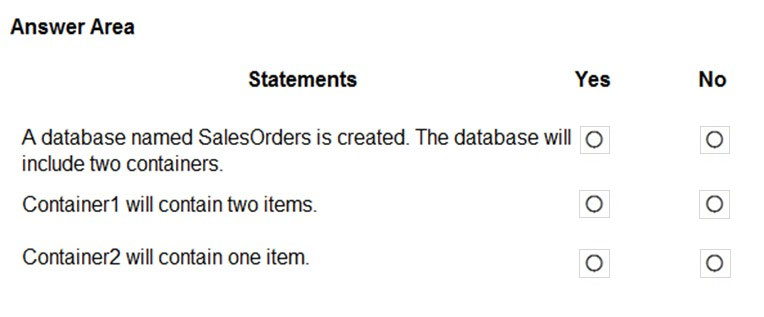 Answer Area
Statements Yes No
A database named SalesOrders is created. The database will
include two containers.
Container1 will contain two items.
Container2 will contain one item.